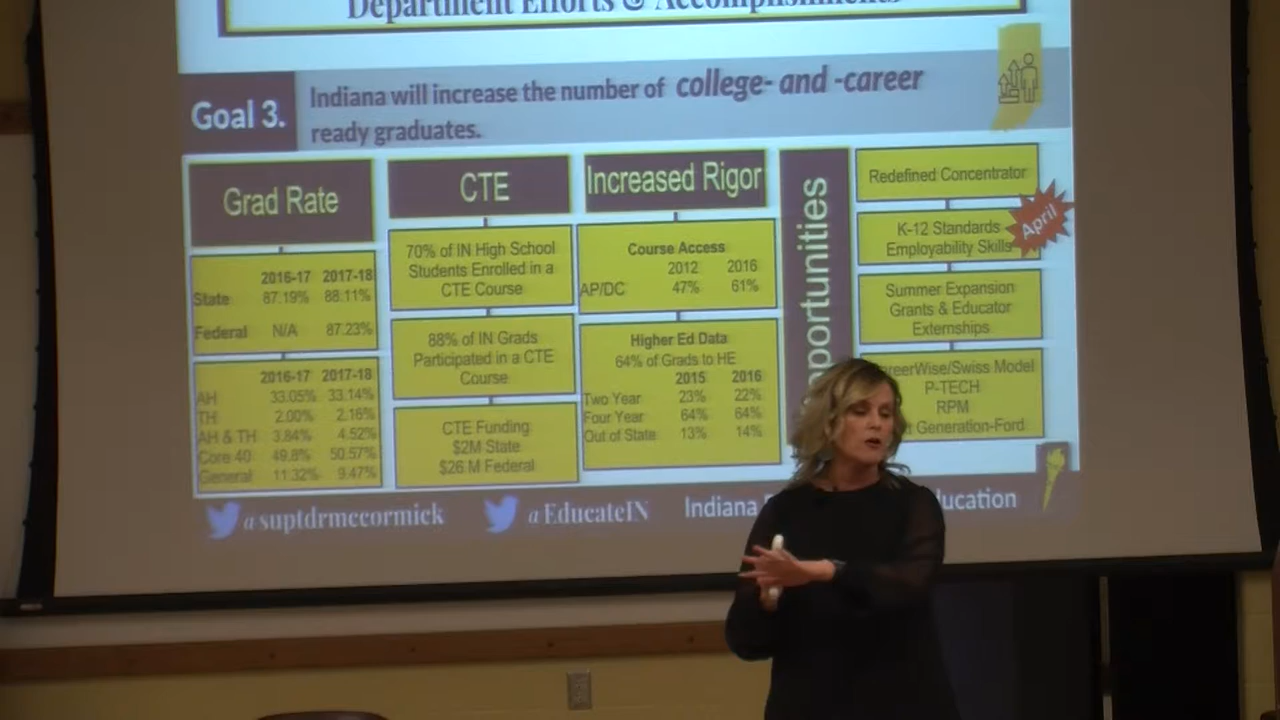 Department Efforts & Accomplishments
Goal 3.
Indiana will increase the number of college- and -career
ready graduates.
Grad Rate
2016-17 2017-18
State 87.19% 88.11%
Federal N/A 87.23%
2016-17 2017-18
AH 33.05% 33.14%
TH 2.00% 2.16%
AH & TH 3.84% 4.52%
Core 40 49.8% 50.57%
General 11.32% 9.47%
CTE
70% of IN High School
Students Enrolled in a
CTE Course
88% of IN Grads
Participated in a CTE
Course
CTE Funding
$2M State
$26 M Federal
Increased Rigor
Course Access
2012 2016
AP/DC 47% 61%
Higher Ed Data
64% of Grads to HE
2015 2016
Two Year 23% 22%
Four Year 64% 64%
Out of State 13% 14%
pportunities
Redefined Concentrator
K-12 Standards
Employability Skills
April
Summer Expansion
Grants & Educator
Externships
reerWise/Swiss Model
P-TECH
RPM
t Generation-Ford
@suptdrmccormick
@EducateIN
Indiana
ucation